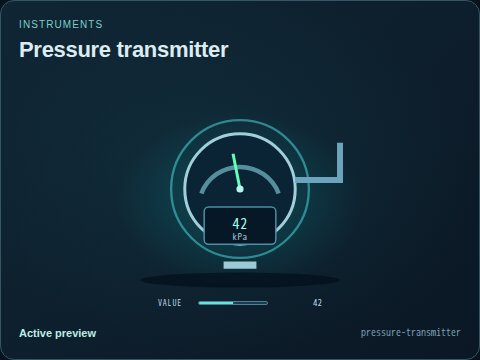 INSTRUMENTS
Pressure transmitter
42
kPa
VALUE 42
Active preview
pressure-transmitter